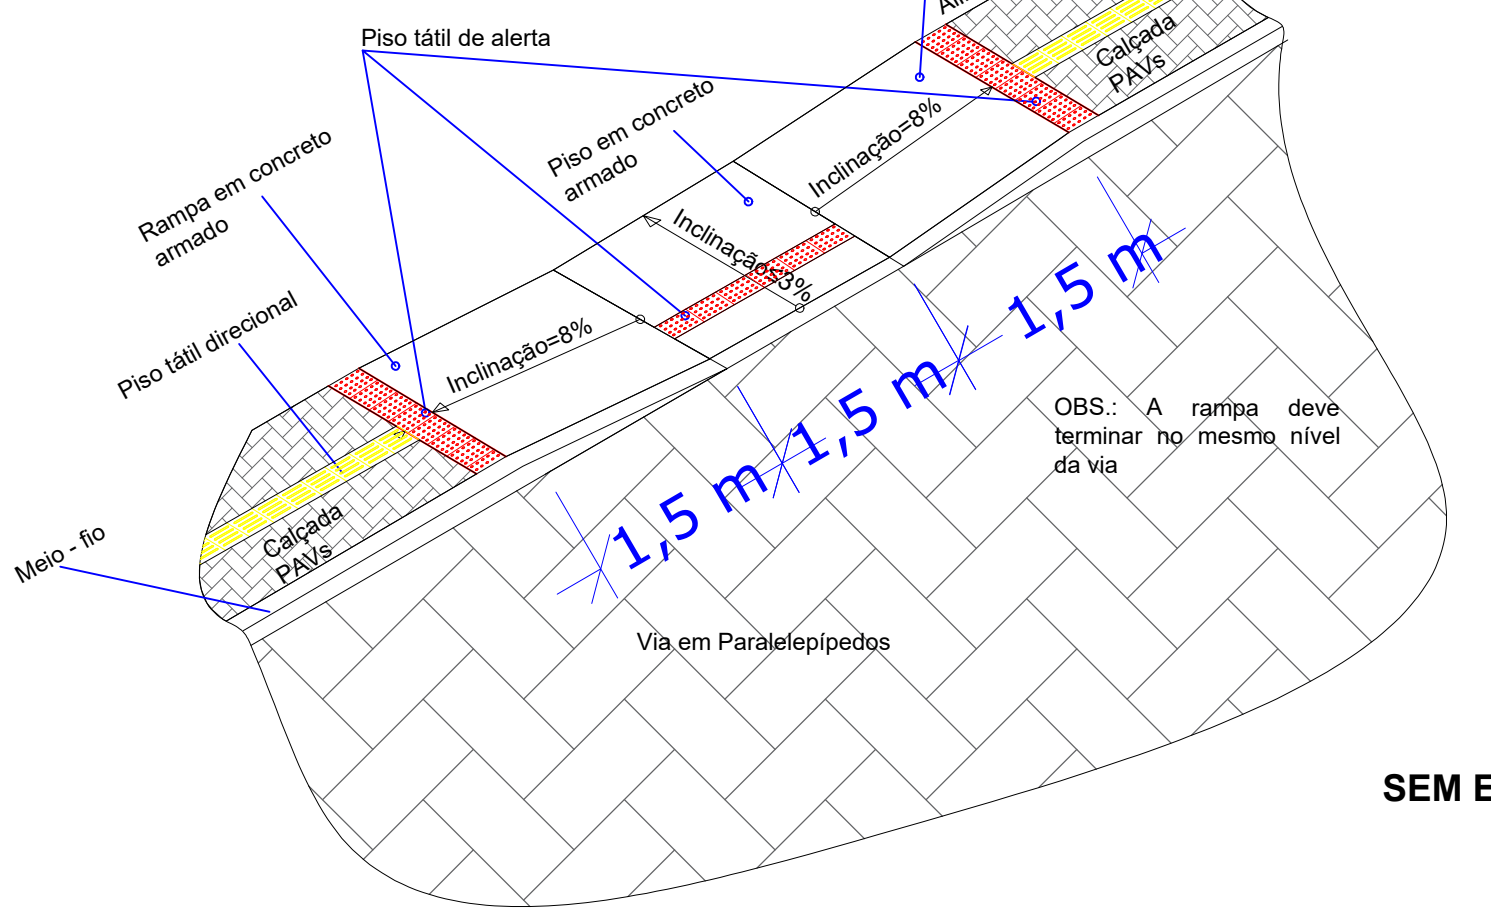 Piso tátil de alerta
Calçada
PAVs
Piso em concreto
armado
Inclinação=8%
Rampa em concreto
armado
Inclinação≤3%
Piso tátil direcional
Inclinação=8%
1,5 m
1,5 m
1,5 m
OBS.: A rampa deve
terminar no mesmo nível
da via
Calçada
PAVs
Meio - fio
Via em Paralelepípedos
SEM